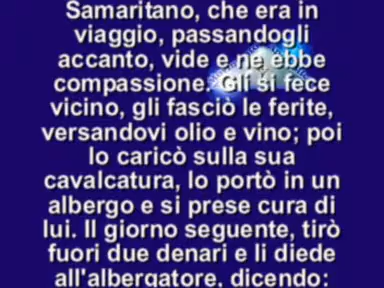 Samaritano, che era in
viaggio, passandogli
accanto, vide e ne ebbe
compassione. Gli si fece
vicino, gli fasciò le ferite,
versandovi olio e vino; poi
lo caricò sulla sua
cavalcatura, lo portò in un
albergo e si prese cura di
lui. Il giorno seguente, tirò
fuori due denari e li diede
all'albergatore, dicendo: